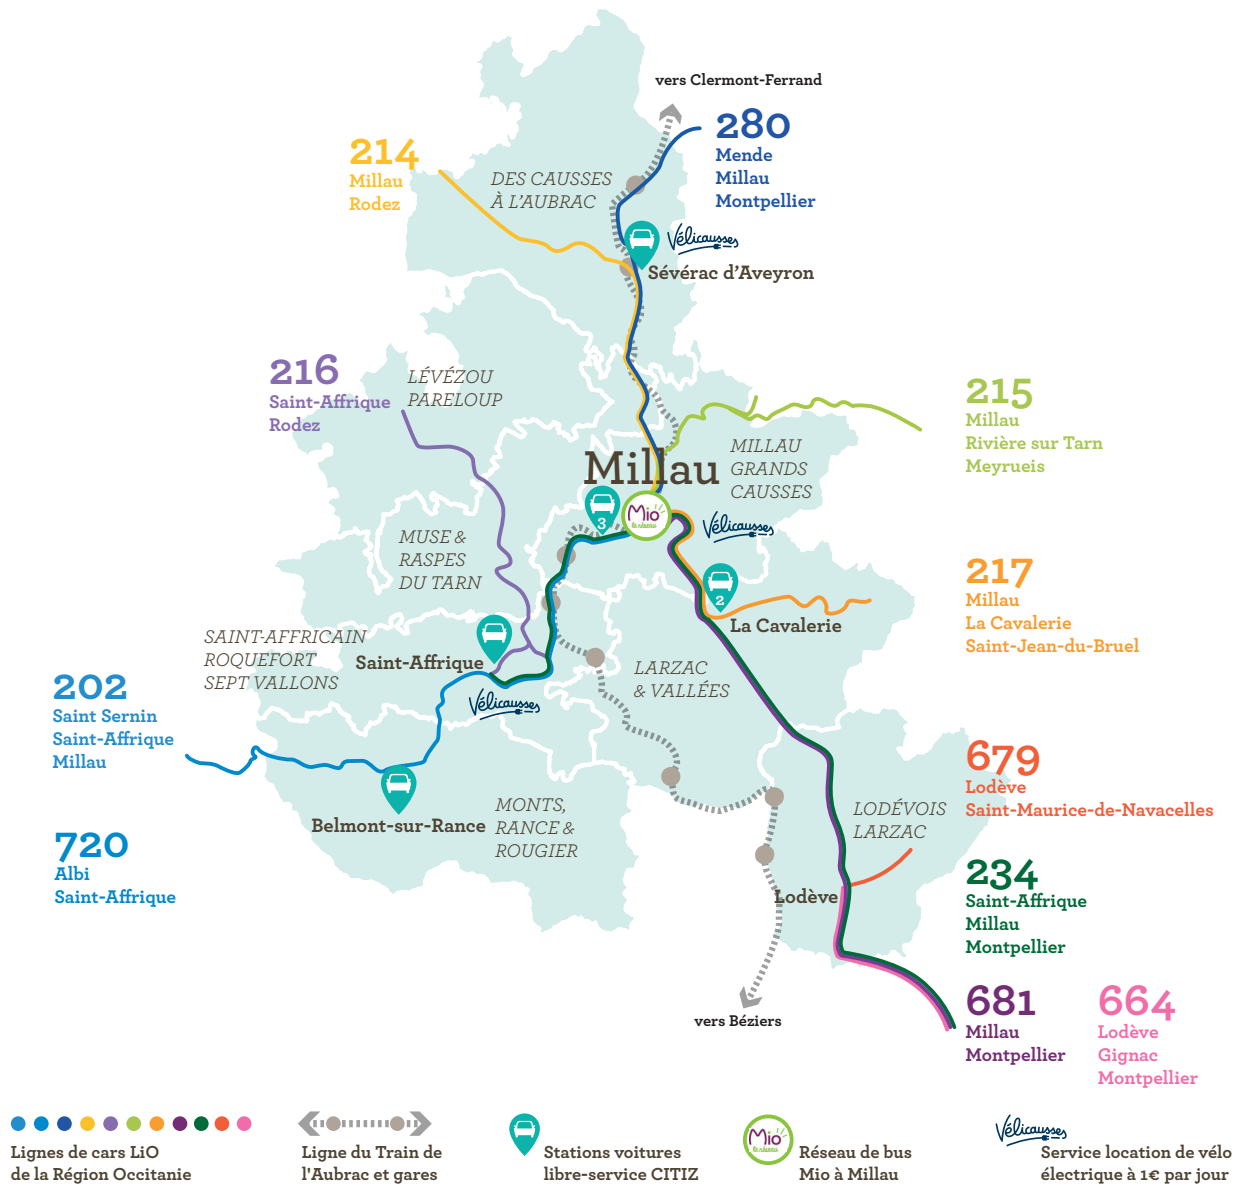 vers Clermont-Ferrand
280
Mende
Millau
Montpellier
214
Millau
Rodez
DES CAUSSES
À L'AUBRAC
Vélicausses
Sévérac d'Aveyron
216
Saint-Affrique
Rodez
LÉVÉZOU
PARELOUP
215
Millau
Rivière sur Tarn
Meyrueis
Millau
MILLAU
GRANDS
CAUSSES
3
Mio
le réseau
Vélicausses
MUSE &
RASPES
DU TARN
217
Millau
La Cavalerie
Saint-Jean-du-Bruel
2
La Cavalerie
SAINT-AFFRICAIN
ROQUEFORT
SEPT VALLONS
Saint-Affrique
LARZAC
& VALLÉES
202
Saint Sernin
Saint-Affrique
Millau
Vélicausses
679
Lodève
Saint-Maurice-de-Navacelles
Belmont-sur-Rance
MONTS,
RANCE &
ROUGIER
LODÉVOIS
LARZAC
720
Albi
Saint-Affrique
234
Saint-Affrique
Millau
Montpellier
Lodève
681
Millau
Montpellier
664
Lodève
Gignac
Montpellier
vers Béziers
Lignes de cars LiO
de la Région Occitanie
Ligne du Train de
l'Aubrac et gares
Stations voitures
libre-service CITIZ
Mio
le réseau
Réseau de bus
Mio à Millau
Vélicausses
Service location de vélo
électrique à 1€ par jour